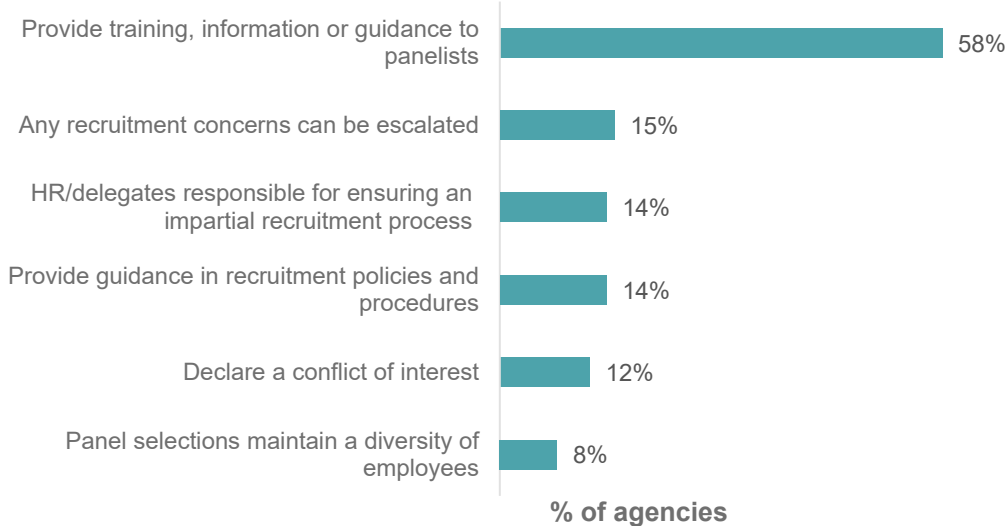 Provide training, information or guidance to
panelists
58%
Any recruitment concerns can be escalated
15%
HR/delegates responsible for ensuring an
impartial recruitment process
14%
Provide guidance in recruitment policies and
procedures
14%
Declare a conflict of interest
12%
Panel selections maintain a diversity of
employees
8%
% of agencies